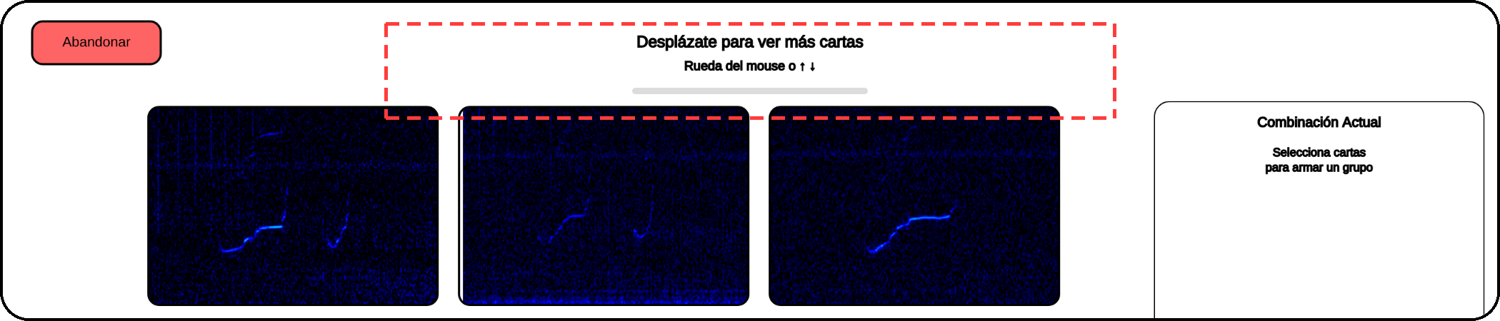 Abandonar
Desplázate para ver más cartas
Rueda del mouse o ↑ ↓
Combinación Actual
Selecciona cartas
para armar un grupo